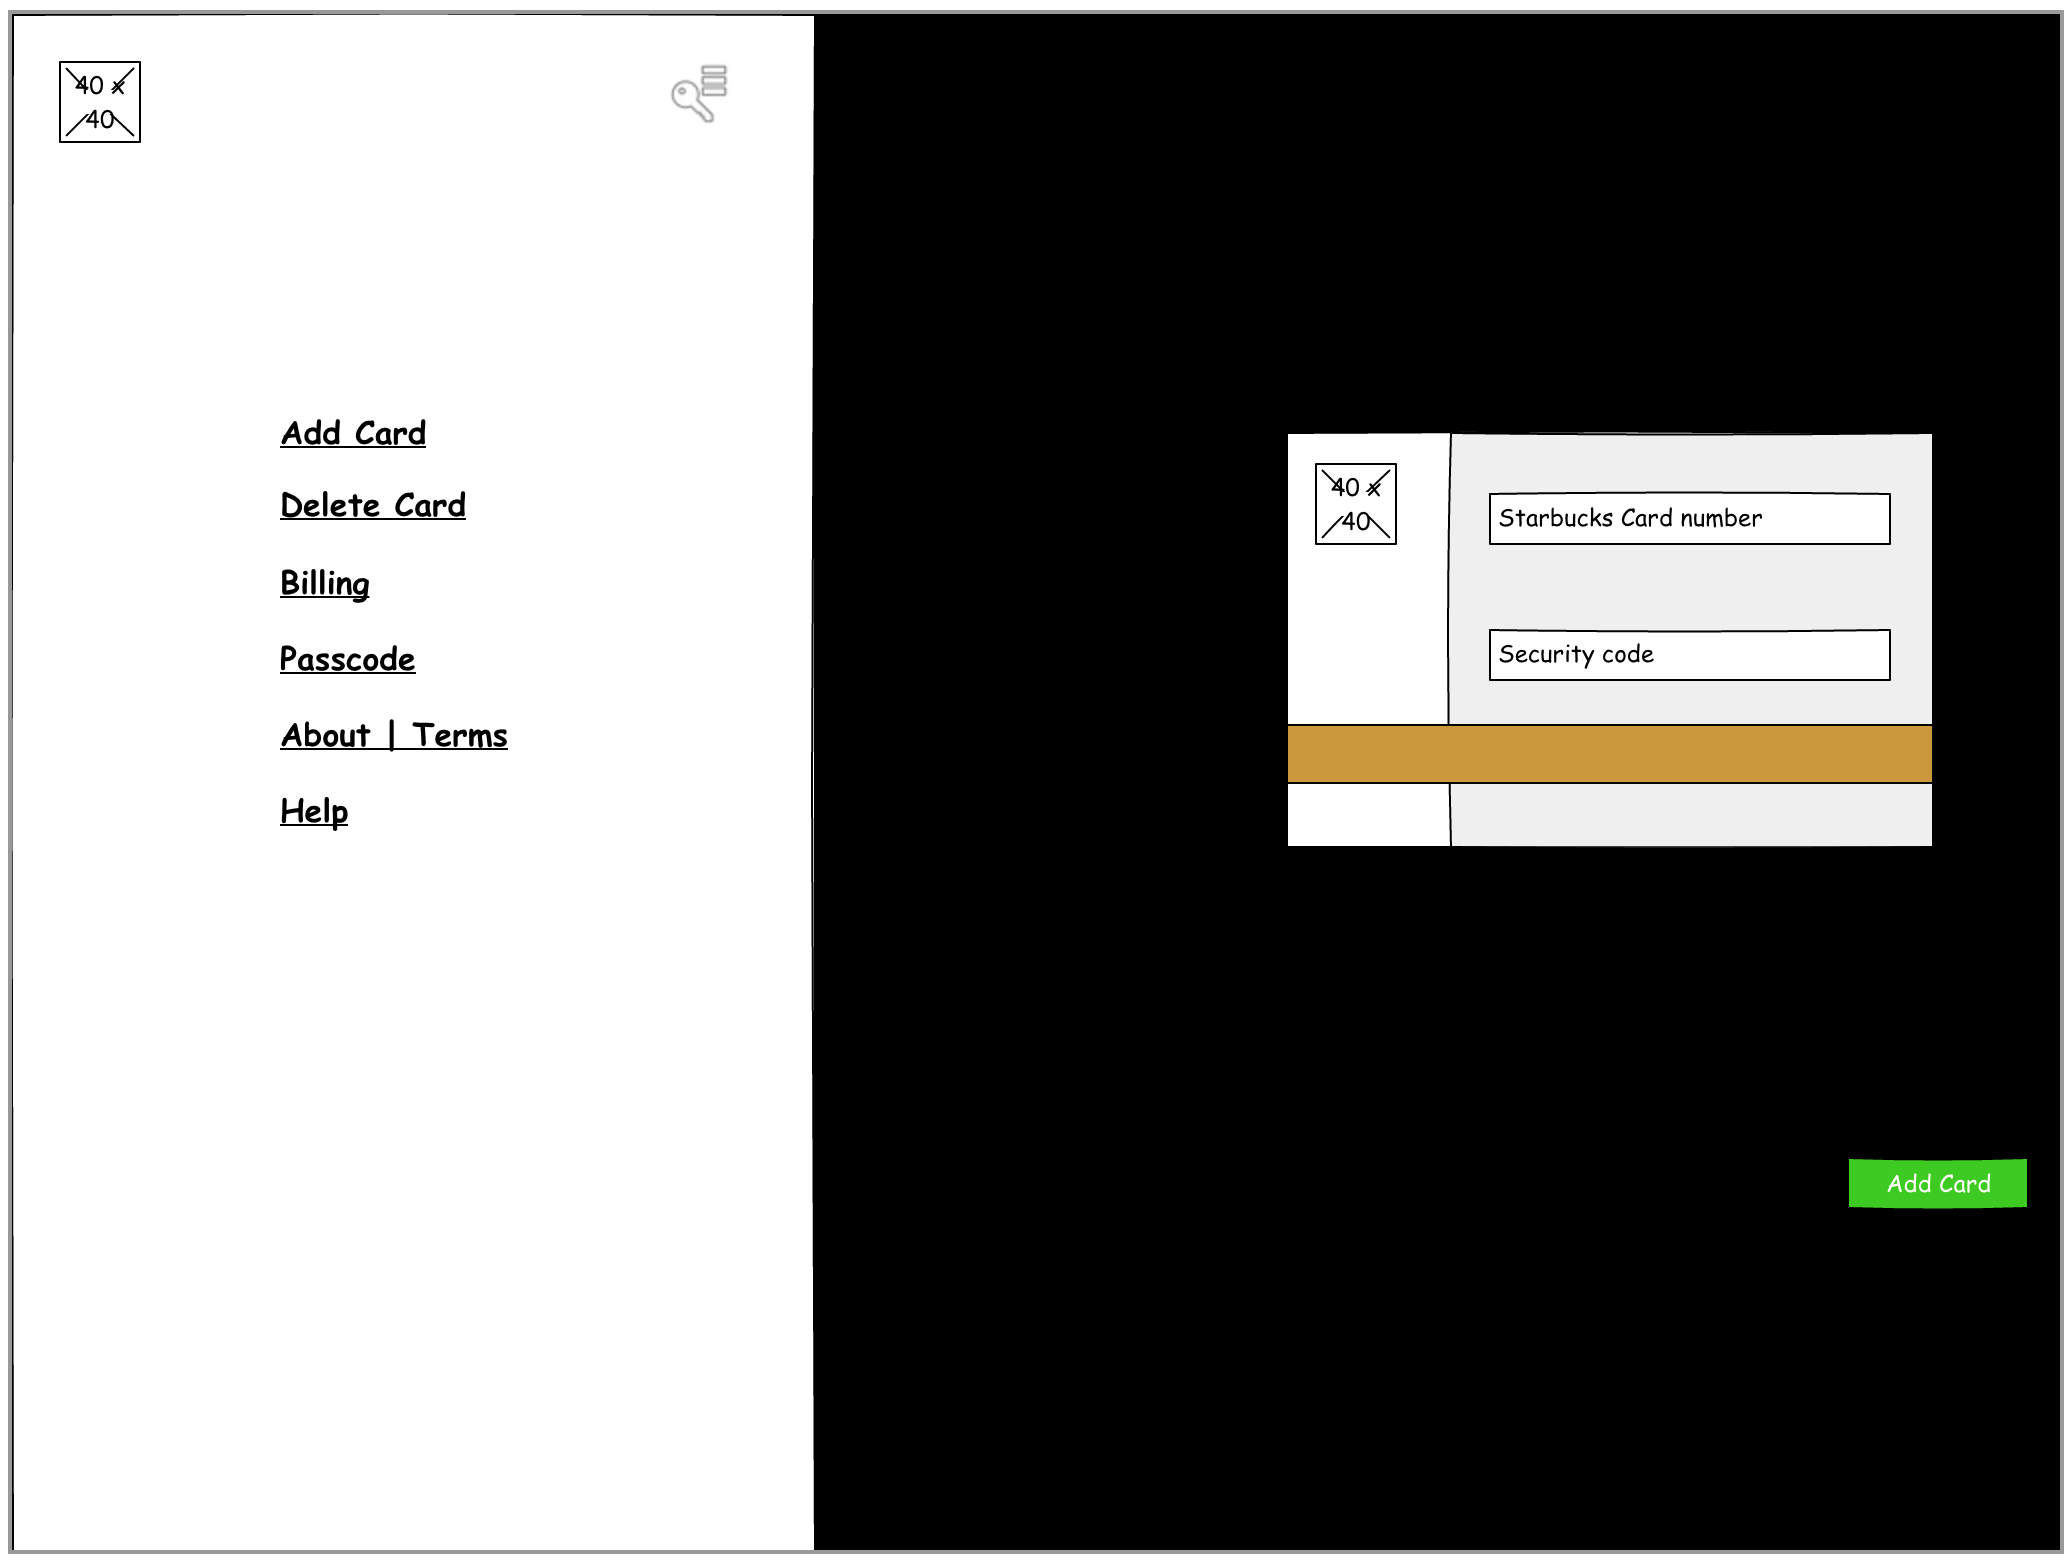 40 x
40
Add Card
Delete Card
Billing
Passcode
About | Terms
Help
40 x
40
Starbucks Card number
Security code
Add Card